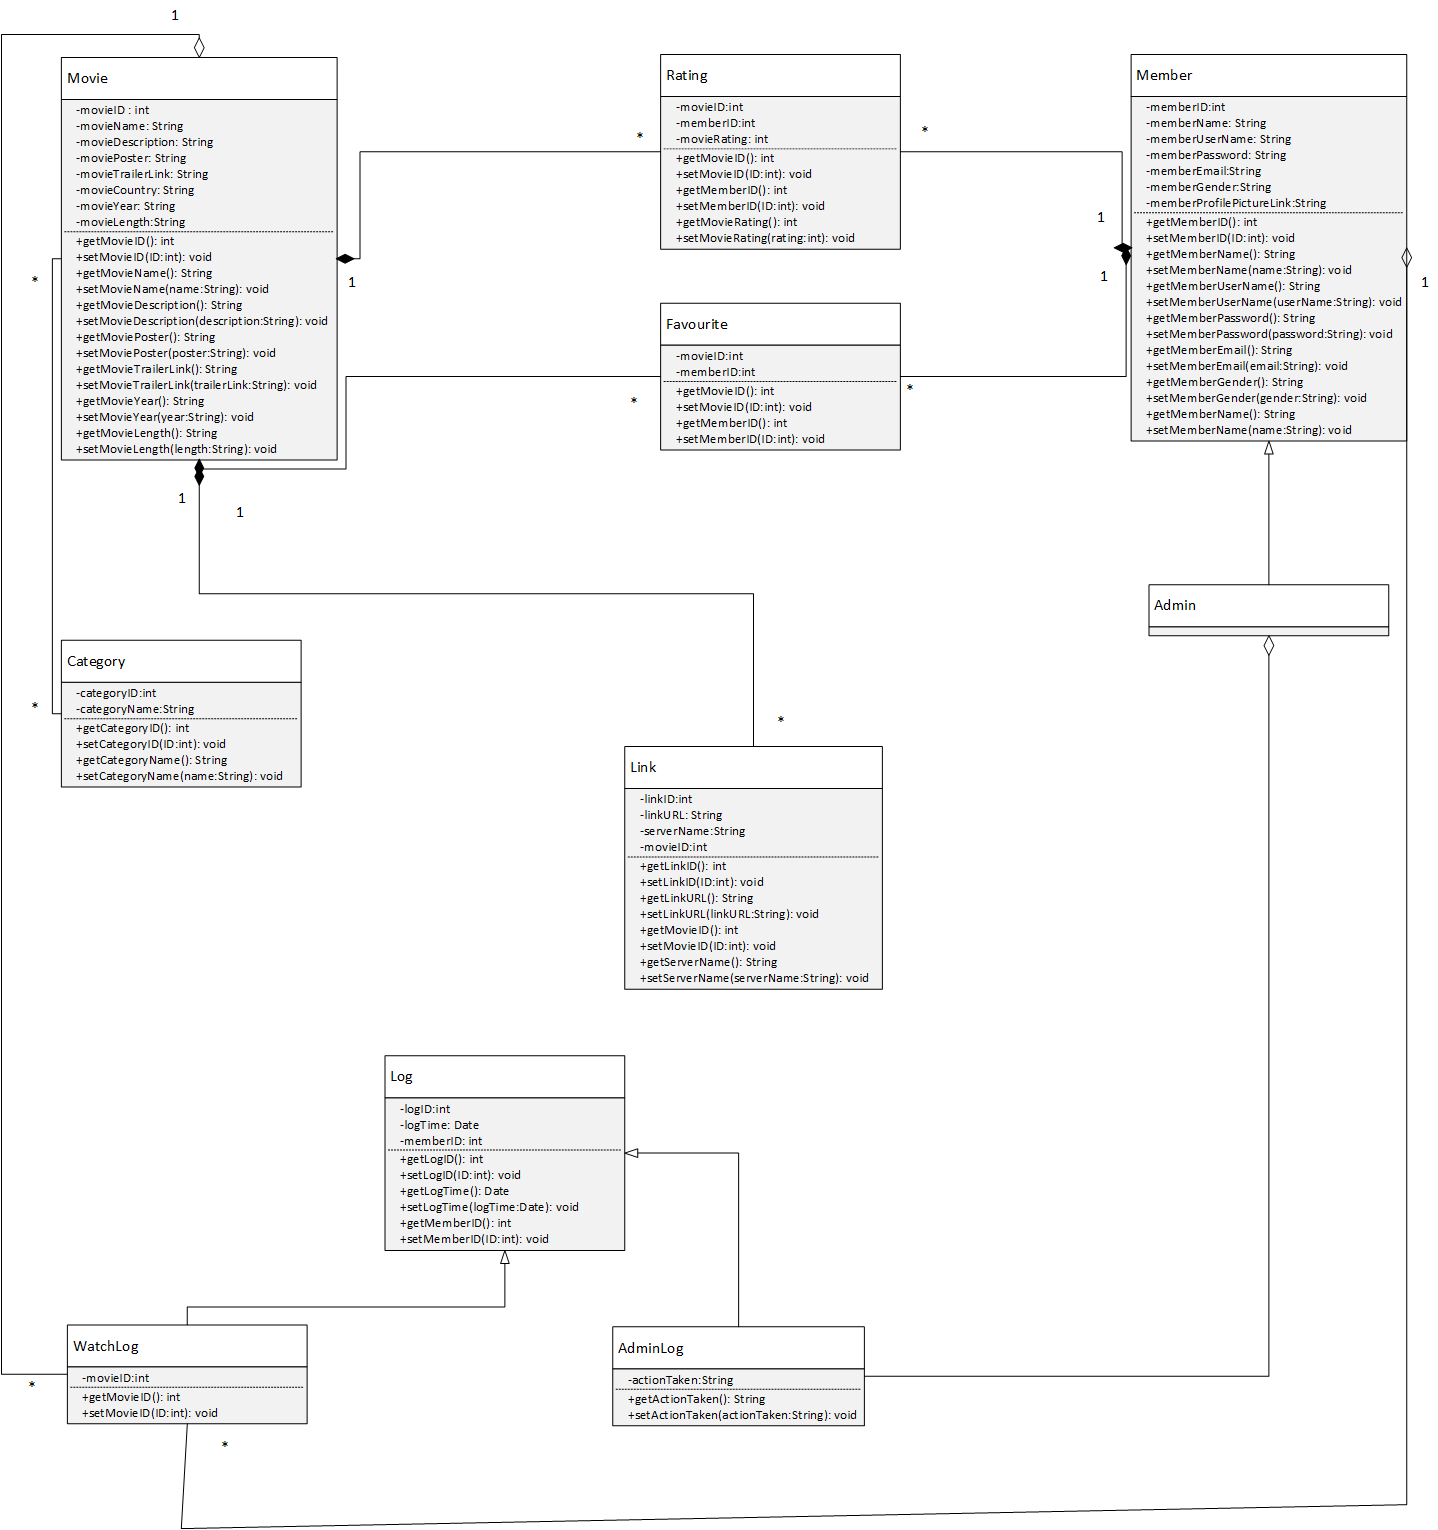 1
Movie
-movieID : int
-movieName: String
-movieDescription: String
-moviePoster: String
-movieTrailerLink: String
-movieCountry: String
-movieYear: String
-movieLength:String
+getMovieID(): int
+setMovieID(ID:int): void
+getMovieName(): String
+setMovieName(name:String): void
+getMovieDescription(): String
+setMovieDescription(description:String): void
+getMoviePoster(): String
+setMoviePoster(poster:String): void
+getMovieTrailerLink(): String
+setMovieTrailerLink(trailerLink:String): void
+getMovieYear(): String
+setMovieYear(year:String): void
+getMovieLength(): String
+setMovieLength(length:String): void
*
1
1
1
*
Rating
-movieID:int
-memberID:int
-movieRating: int
+getMovieID(): int
+setMovieID(ID:int): void
+getMemberID(): int
+setMemberID(ID:int): void
+getMovieRating(): int
+setMovieRating(rating:int): void
*
Favourite
-movieID:int
-memberID:int
+getMovieID(): int
+setMovieID(ID:int): void
+getMemberID(): int
+setMemberID(ID:int): void
*
*
1
1
Member
-memberID:int
-memberName: String
-memberUserName: String
-memberPassword: String
-memberEmail:String
-memberGender:String
-memberProfilePictureLink:String
+getMemberID(): int
+setMemberID(ID:int): void
+getMemberName(): String
+setMemberName(name:String): void
+getMemberUserName(): String
+setMemberUserName(userName:String): void
+getMemberPassword(): String
+setMemberPassword(password:String): void
+getMemberEmail(): String
+setMemberEmail(email:String): void
+getMemberGender(): String
+setMemberGender(gender:String): void
+getMemberName(): String
+setMemberName(name:String): void
1
Admin
Category
-categoryID:int
-categoryName:String
+getCategoryID(): int
+setCategoryID(ID:int): void
+getCategoryName(): String
+setCategoryName(name:String): void
*
*
Link
-linkID:int
-linkURL: String
-serverName:String
-movieID:int
+getLinkID(): int
+setLinkID(ID:int): void
+getLinkURL(): String
+setLinkURL(linkURL:String): void
+getMovieID(): int
+setMovieID(ID:int): void
+getServerName(): String
+setServerName(serverName:String): void
Log
-logID:int
-logTime: Date
-memberID: int
+getLogID(): int
+setLogID(ID:int): void
+getLogTime(): Date
+setLogTime(logTime:Date): void
+getMemberID(): int
+setMemberID(ID:int): void
WatchLog
-movieID:int
+getMovieID(): int
+setMovieID(ID:int): void
*
*
AdminLog
-actionTaken:String
+getActionTaken(): String
+setActionTaken(actionTaken:String): void